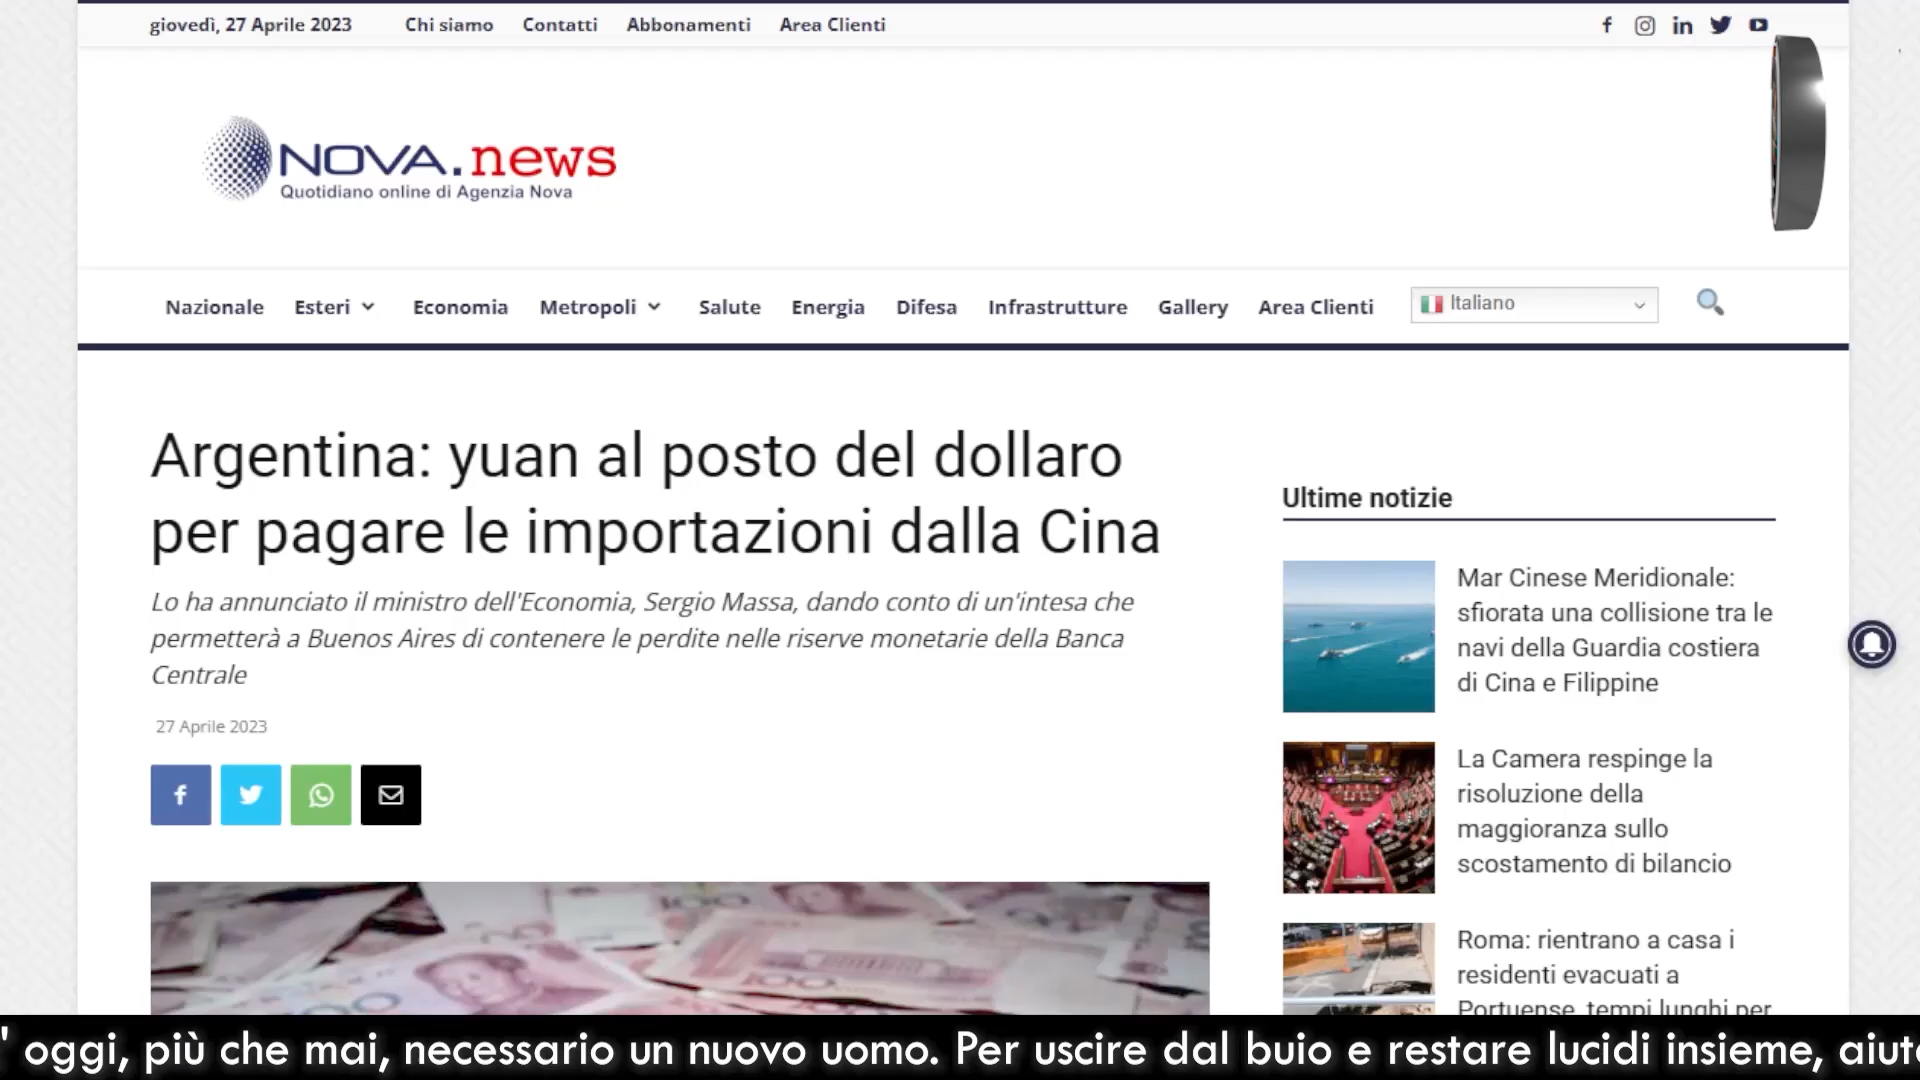 giovedì, 27 Aprile 2023 Chi siamo Contatti Abbonamenti Area Clienti
NOVA.news
Quotidiano online di Agenzia Nova
Nazionale Esteri Economia Metropoli Salute Energia Difesa Infrastrutture Gallery Area Clienti Italiano
Argentina: yuan al posto del dollaro
per pagare le importazioni dalla Cina
Lo ha annunciato il ministro dell'Economia, Sergio Massa, dando conto di un'intesa che
permetterà a Buenos Aires di contenere le perdite nelle riserve monetarie della Banca
Centrale
27 Aprile 2023
Ultime notizie
Mar Cinese Meridionale:
sfiorata una collisione tra le
navi della Guardia costiera
di Cina e Filippine
La Camera respinge la
risoluzione della
maggioranza sullo
scostamento di bilancio
Roma: rientrano a casa i
residenti evacuati a
Portuense, tempi lunghi per
100
' oggi, più che mai, necessario un nuovo uomo. Per uscire dal buio e restare lucidi insieme, aiut